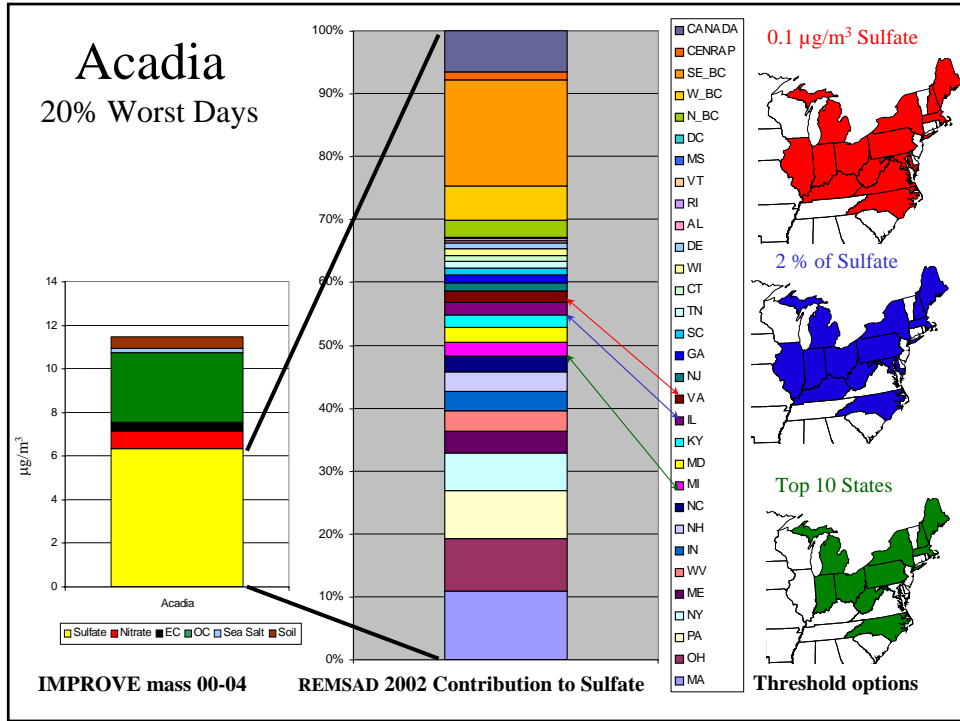 Acadia
20% Worst Days
14
12
10
8
6
4
2
0
µg/m³
Acadia
Sulfate Nitrate EC OC Sea Salt Soil
IMPROVE mass 00-04
100%
90%
80%
70%
60%
50%
40%
30%
20%
10%
0%
REMSAD 2002 Contribution to Sulfate
CANADA
CENRAP
SE_BC
W_BC
N_BC
DC
MS
VT
RI
AL
DE
WI
CT
TN
SC
GA
NJ
VA
IL
KY
MD
MI
NC
NH
IN
WV
ME
NY
PA
OH
MA
0.1 µg/m³ Sulfate
2 % of Sulfate
Top 10 States
Threshold options